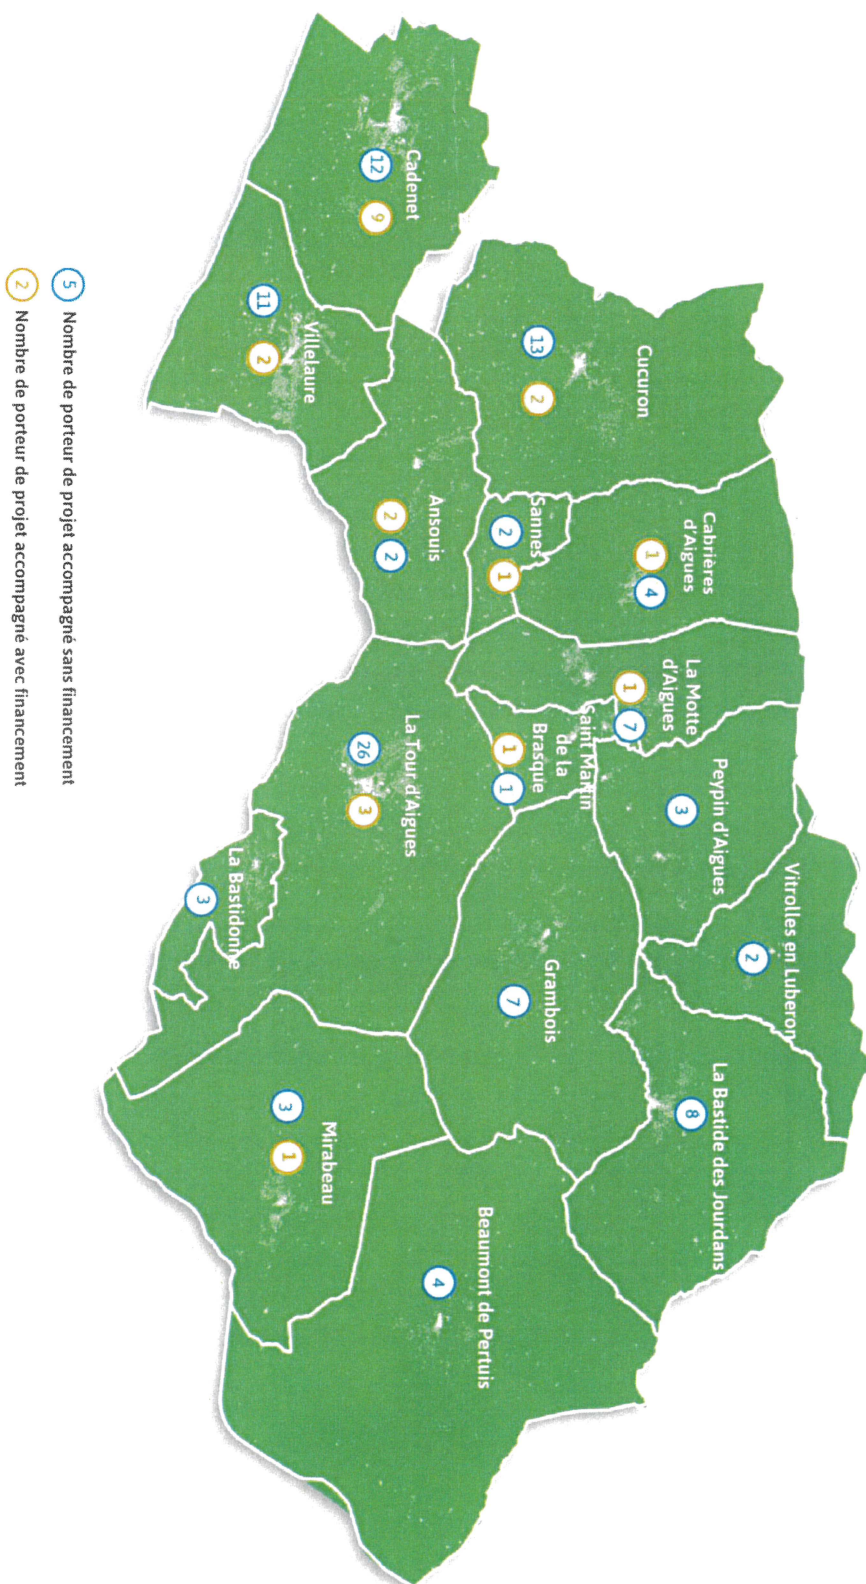 Vitrolles en Luberon
2
Peypin d'Aigues
3
La Bastide des Jourdans
8
Cabrières
d'Aigues
1 4
La Motte
d'Aigues
1 7
Cucuron
13 2
Saint Martin
de la
Brasque
1 1
Sannes
2 1
Grambois
7
Beaumont de Pertuis
4
Cadenet
12 9
Ansouis
2 2
La Tour d'Aigues
26 3
Mirabeau
3 1
Villelaure
11 2
La Bastidonne
3
5 Nombre de porteur de projet accompagné sans financement
2 Nombre de porteur de projet accompagné avec financement